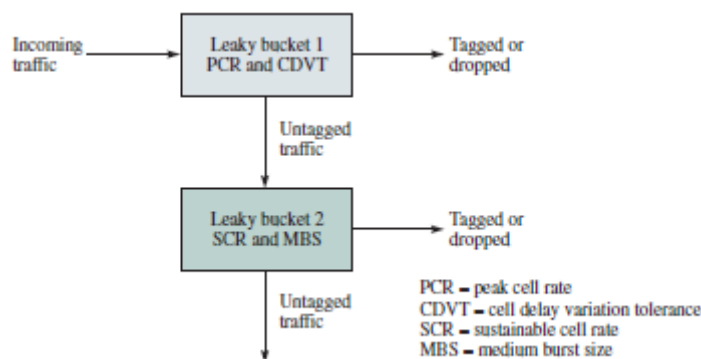 Incoming
traffic
Leaky bucket 1
PCR and CDVT
Tagged or
dropped
Untagged
traffic
Leaky bucket 2
SCR and MBS
Tagged or
dropped
Untagged
traffic
PCR = peak cell rate
CDVT = cell delay variation tolerance
SCR = sustainable cell rate
MBS = medium burst size